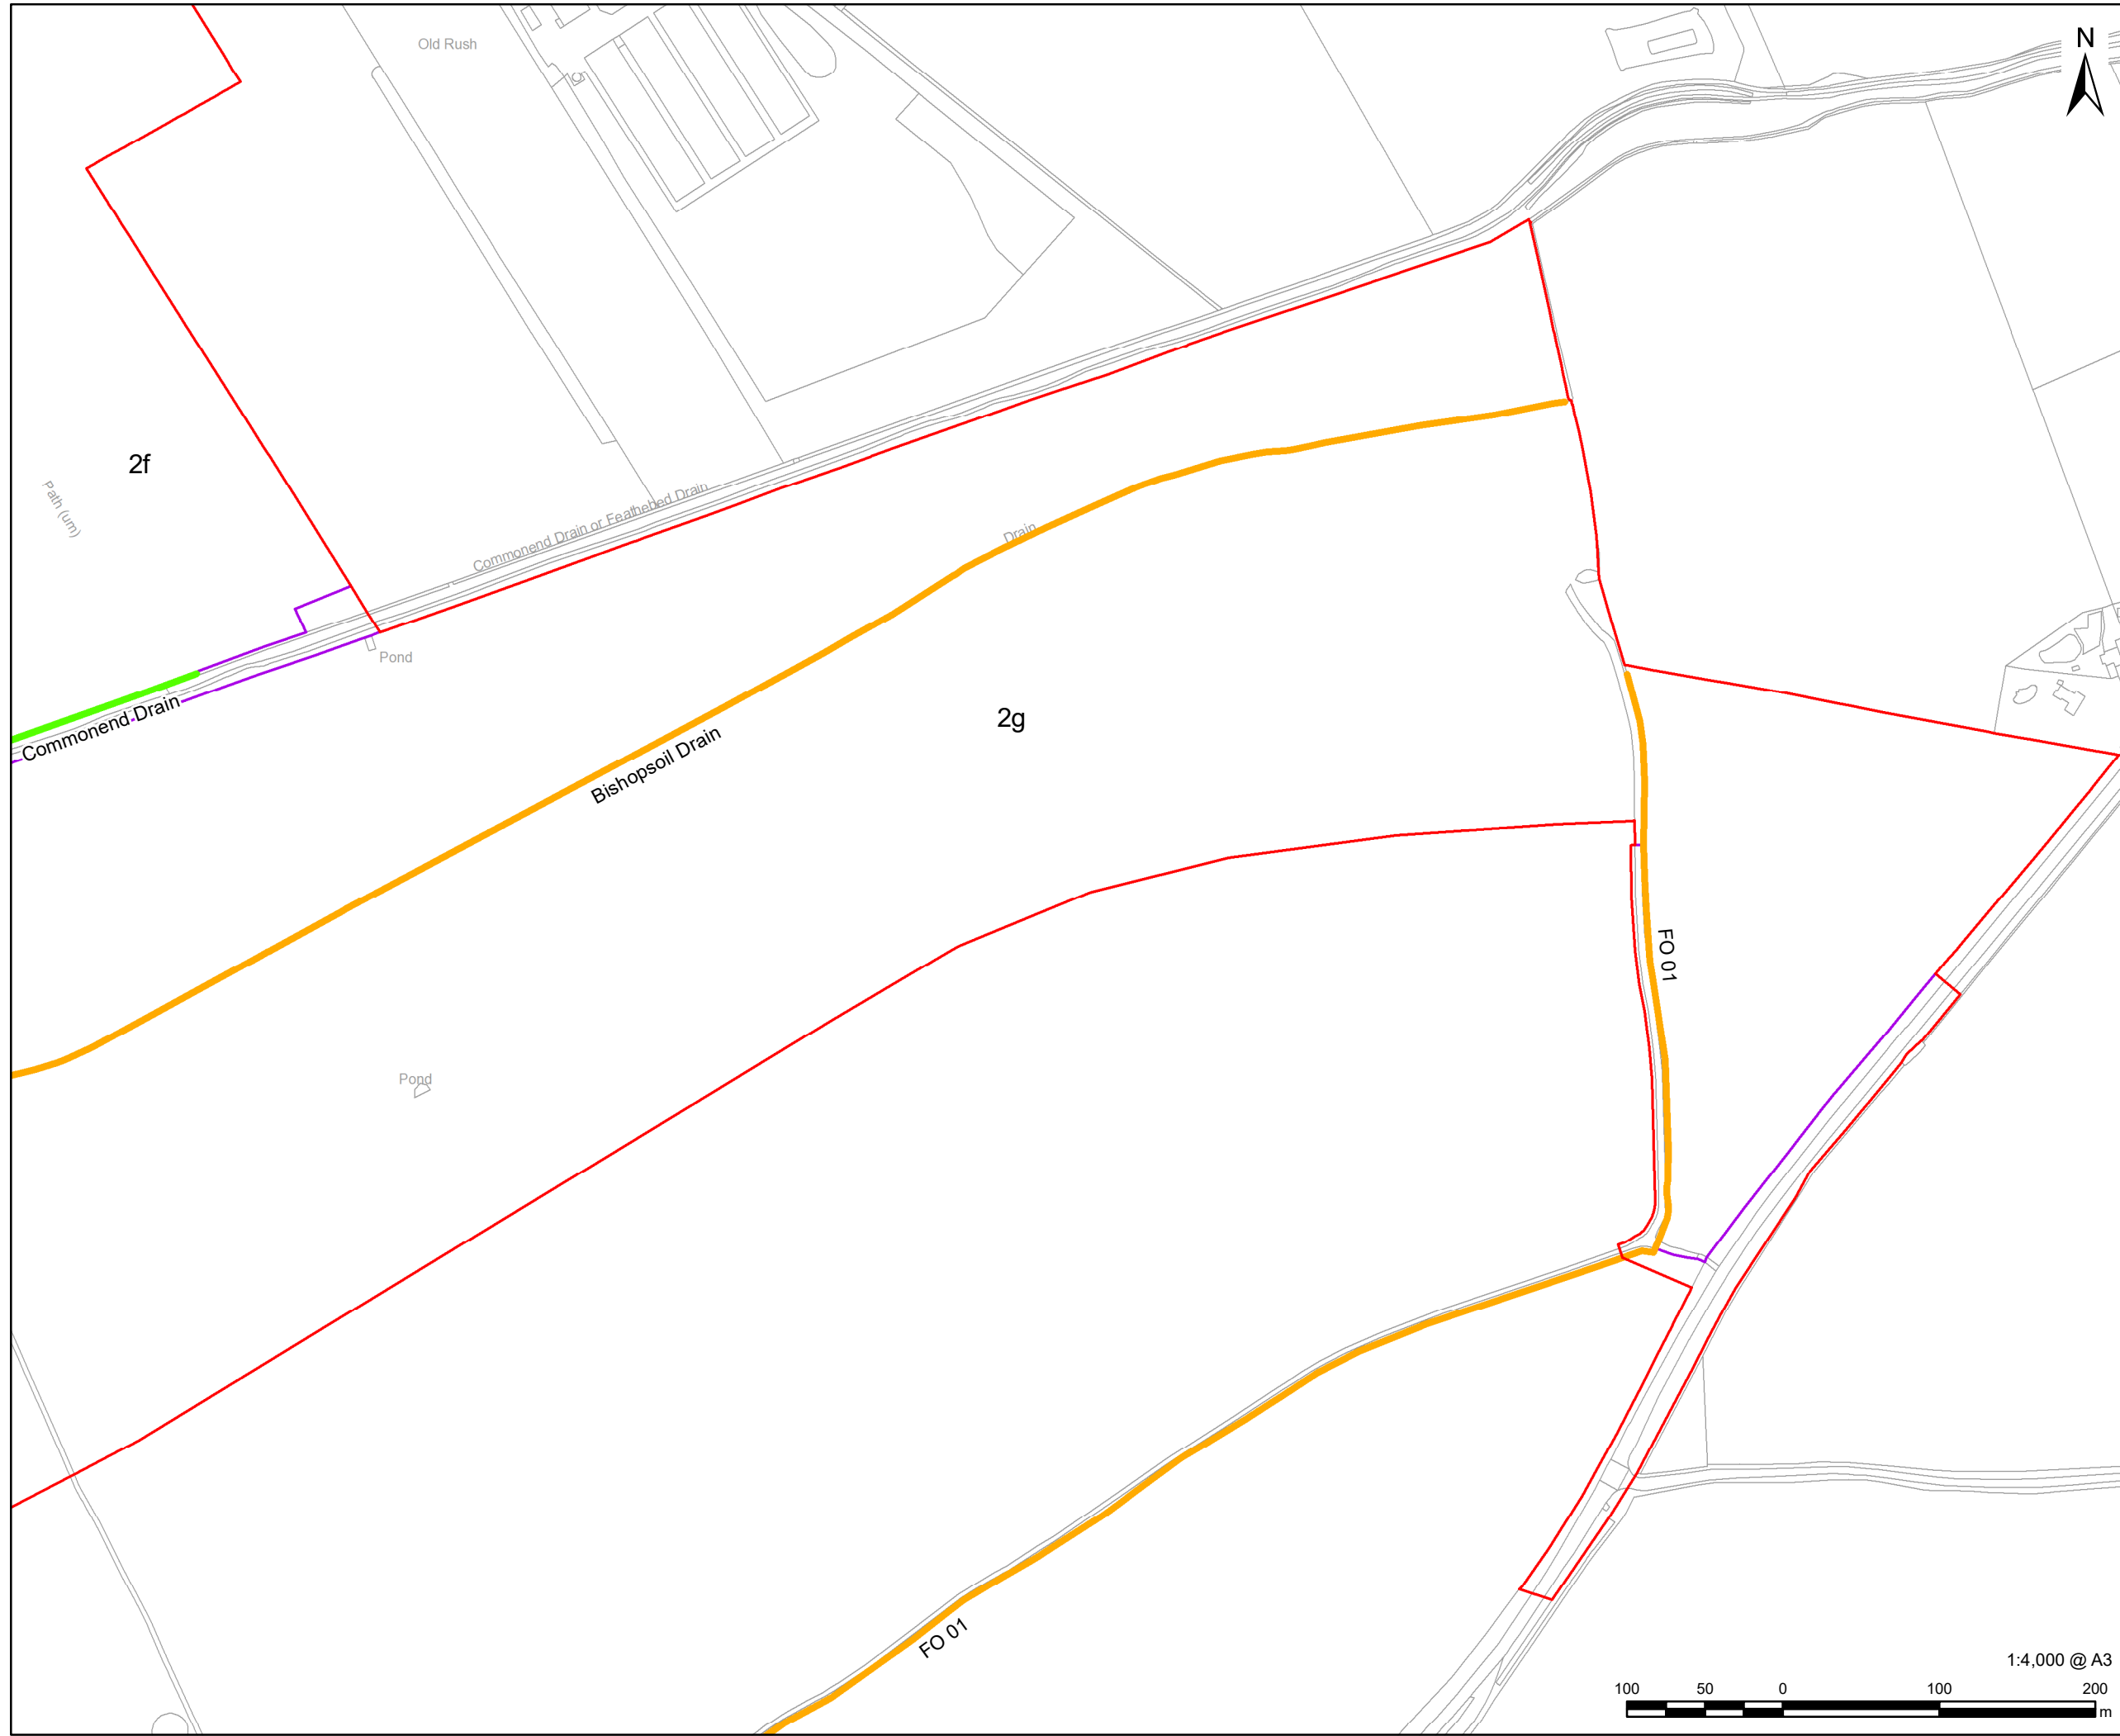 Old Rush
N
2f
Path (um)
Commonend Drain or Feathebed Drain
Drain
Pond
Commonend Drain
2g
Bishopsoil Drain
FO 01
Pond
FO 01
1:4,000 @ A3
100 50 0 100 200
m